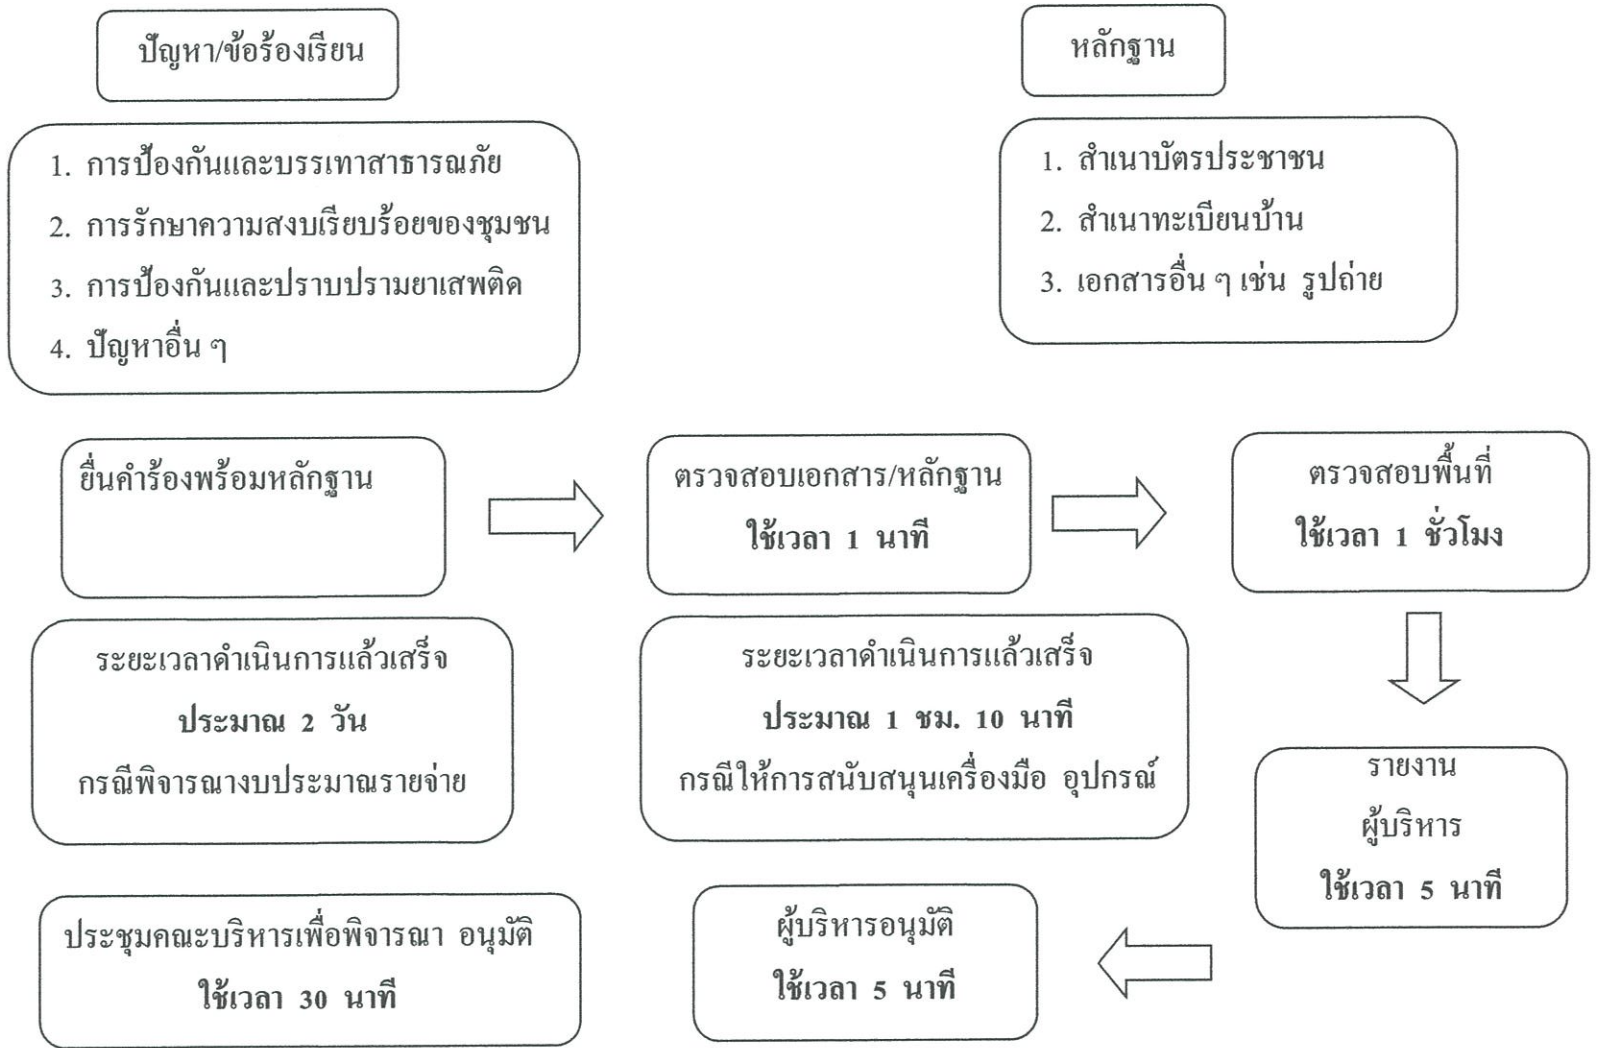 ปัญหา/ข้อร้องเรียน
หลักฐาน
1. การป้องกันและบรรเทาสาธารณภัย
2. การรักษาความสงบเรียบร้อยของชุมชน
3. การป้องกันและปราบปรามยาเสพติด
4. ปัญหาอื่น ๆ
1. สำเนาบัตรประชาชน
2. สำเนาทะเบียนบ้าน
3. เอกสารอื่น ๆ เช่น รูปถ่าย
ยื่นคำร้องพร้อมหลักฐาน
ตรวจสอบเอกสาร/หลักฐาน
ใช้เวลา 1 นาที
ตรวจสอบพื้นที่
ใช้เวลา 1 ชั่วโมง
ระยะเวลาดำเนินการแล้วเสร็จ
ประมาณ 2 วัน
กรณีพิจารณางบประมาณรายจ่าย
ระยะเวลาดำเนินการแล้วเสร็จ
ประมาณ 1 ชม. 10 นาที
กรณีให้การสนับสนุนเครื่องมือ อุปกรณ์
รายงาน
ผู้บริหาร
ใช้เวลา 5 นาที
ประชุมคณะบริหารเพื่อพิจารณา อนุมัติ
ใช้เวลา 30 นาที
ผู้บริหารอนุมัติ
ใช้เวลา 5 นาที